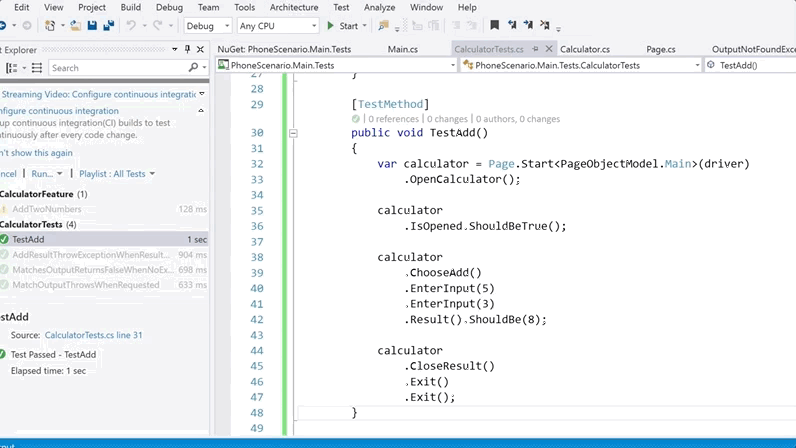 Edit View Project Build Debug Team Tools Architecture Test Analyze Window Help
Debug Any CPU Start
Explorer
Search
Streaming Video: Configure continuous
figure continuous integration
up continuous integration(CI) builds to test
continuously after every code change.
n't show this again
Run... Playlist : All Tests
CalculatorFeature (1)
AddTwoNumbers 128 ms
CalculatorTests (4)
TestAdd 1 sec
AddResultThrowExceptionWhenResult... 904 ms
MatchesOutputReturnsFalseWhenNoEx... 698 ms
MatchOutputThrowsWhenRequested 633 ms
estAdd
Source: CalculatorTests.cs line 31
Test Passed - TestAdd
Elapsed time: 1 sec
NuGet: PhoneScenario.Main.Tests Main.cs CalculatorTests.cs Calculator.cs Page.cs OutputNotFoundExce
PhoneScenario.Main.Tests PhoneScenario.Main.Tests.CalculatorTests TestAdd()
27 }
28
29 [TestMethod]
0 references | 0 changes | 0 authors, 0 changes
30 public void TestAdd()
31 {
32 var calculator = Page.Start<PageObjectModel.Main>(driver)
33 .OpenCalculator();
34
35 calculator
36 .IsOpened.ShouldBeTrue();
37
38 calculator
39 .ChooseAdd()
40 .EnterInput(5)
41 .EnterInput(3)
42 .Result().ShouldBe(8);
43
44 calculator
45 .CloseResult()
46 .Exit()
47 .Exit();
48 }
49